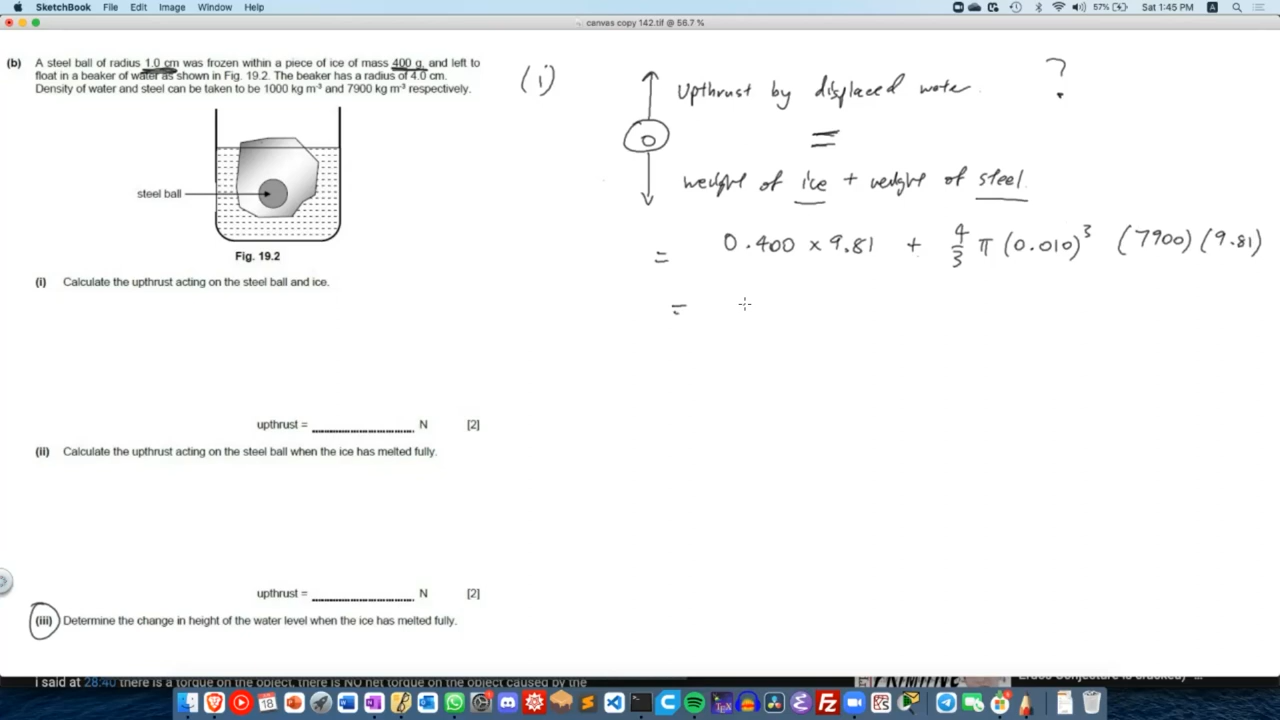 SketchBook File Edit Image Window Help 57% Sat 1:45 PM
canvas copy 142.tif @ 56.7 %
(b) A steel ball of radius 1.0 cm was frozen within a piece of ice of mass 400 g, and left to
float in a beaker of water as shown in Fig. 19.2. The beaker has a radius of 4.0 cm.
Density of water and steel can be taken to be 1000 kg m⁻³ and 7900 kg m⁻³ respectively.
steel ball
Fig. 19.2
(i) Calculate the upthrust acting on the steel ball and ice.
upthrust = N [2]
(ii) Calculate the upthrust acting on the steel ball when the ice has melted fully.
upthrust = N [2]
(iii) Determine the change in height of the water level when the ice has melted fully.
(i)
Upthrust by displaced water. ?
=
weight of ice + weight of steel.
= 0.400 × 9.81 + 4/3 π (0.010)³ (7900)(9.81)
=
I said at 28:40 there is a torque on the object, there is NO net torque on the object caused by the